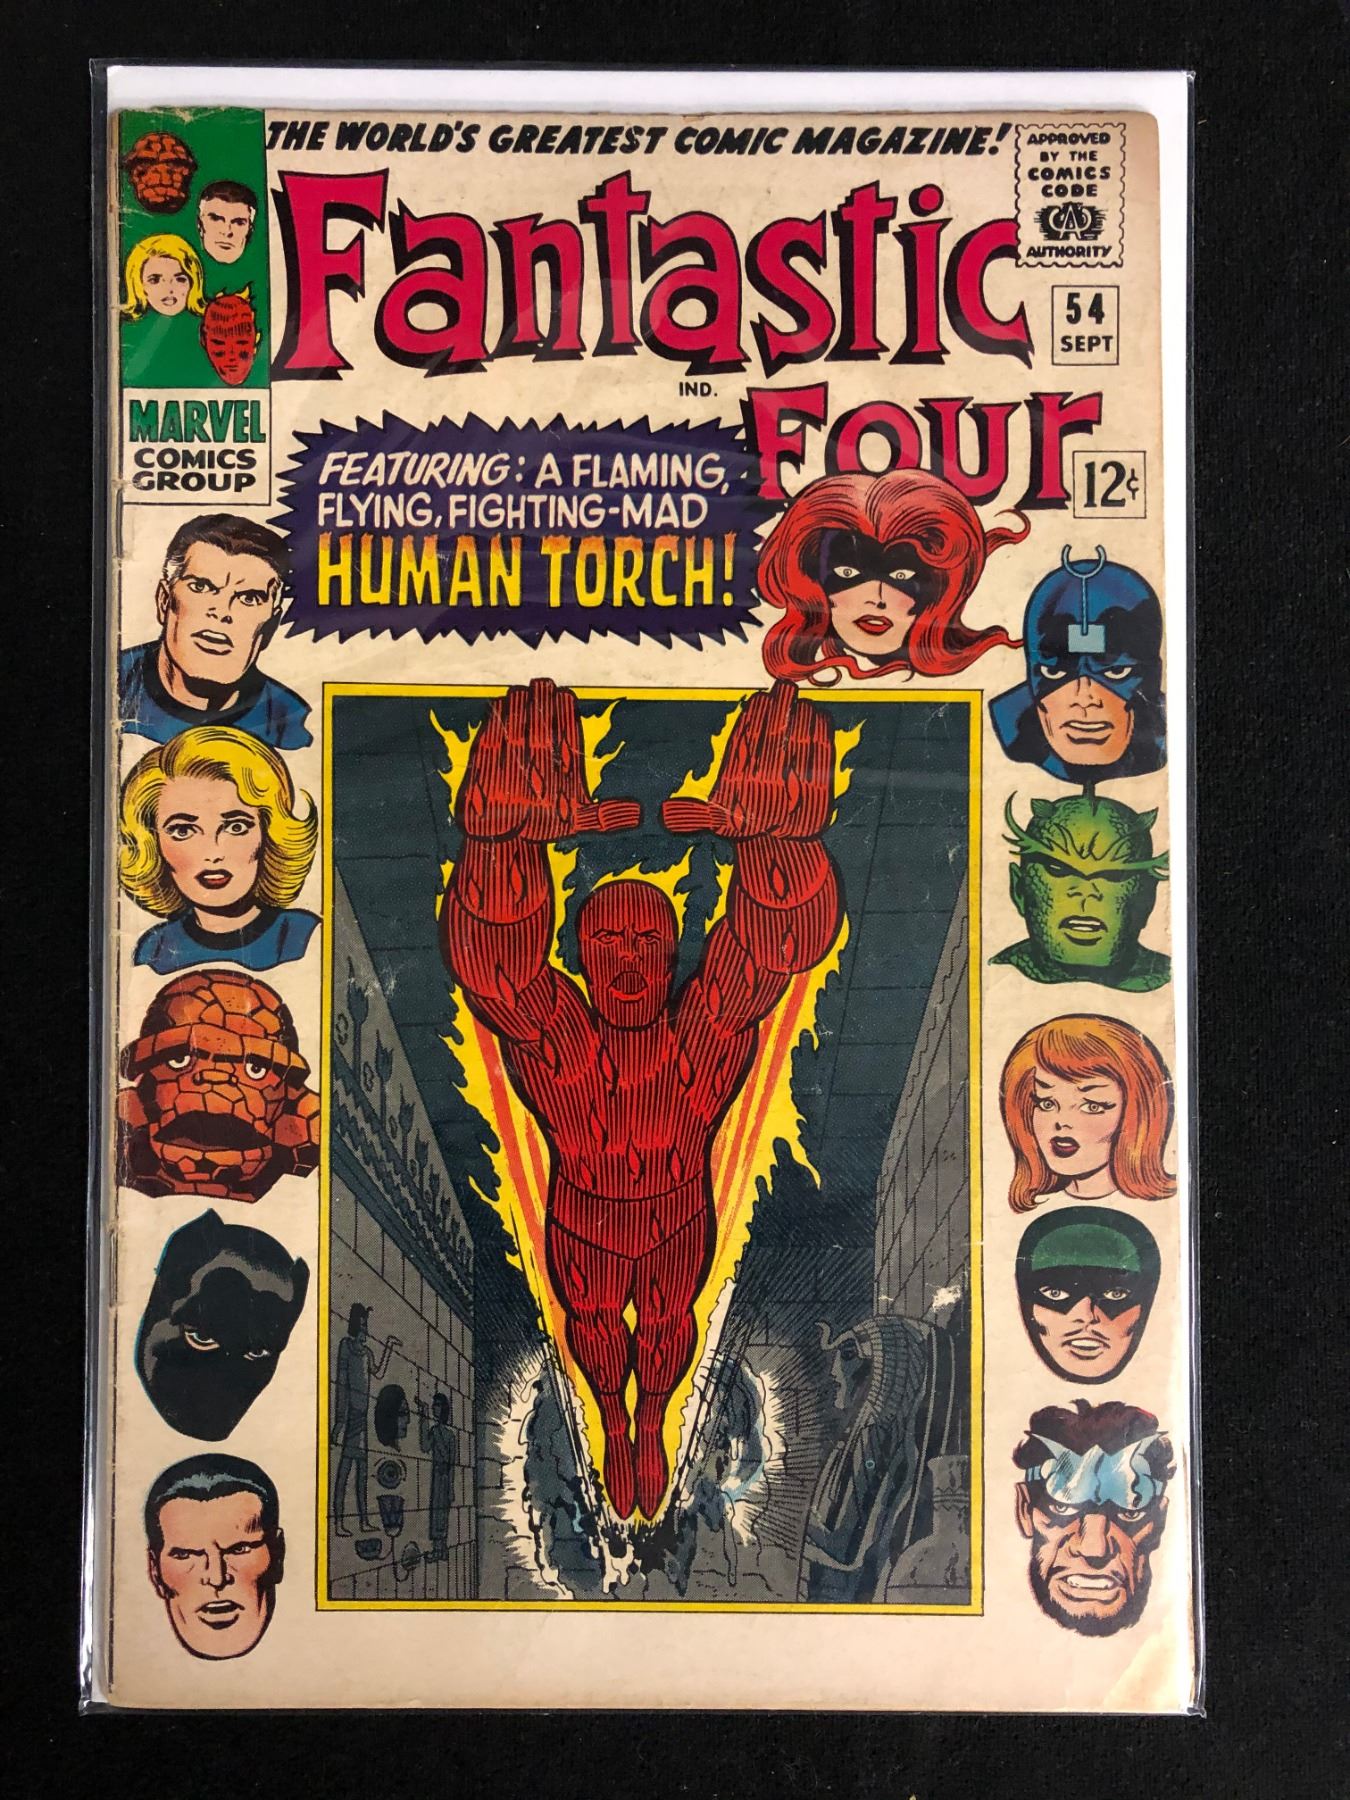 THE WORLD'S GREATEST COMIC MAGAZINE!
APPROVED
BY THE
COMICS
CODE
CA
AUTHORITY
Fantastic
Four
54
SEPT
IND.
12¢
MARVEL
COMICS
GROUP
FEATURING: A FLAMING,
FLYING, FIGHTING-MAD
HUMAN TORCH!